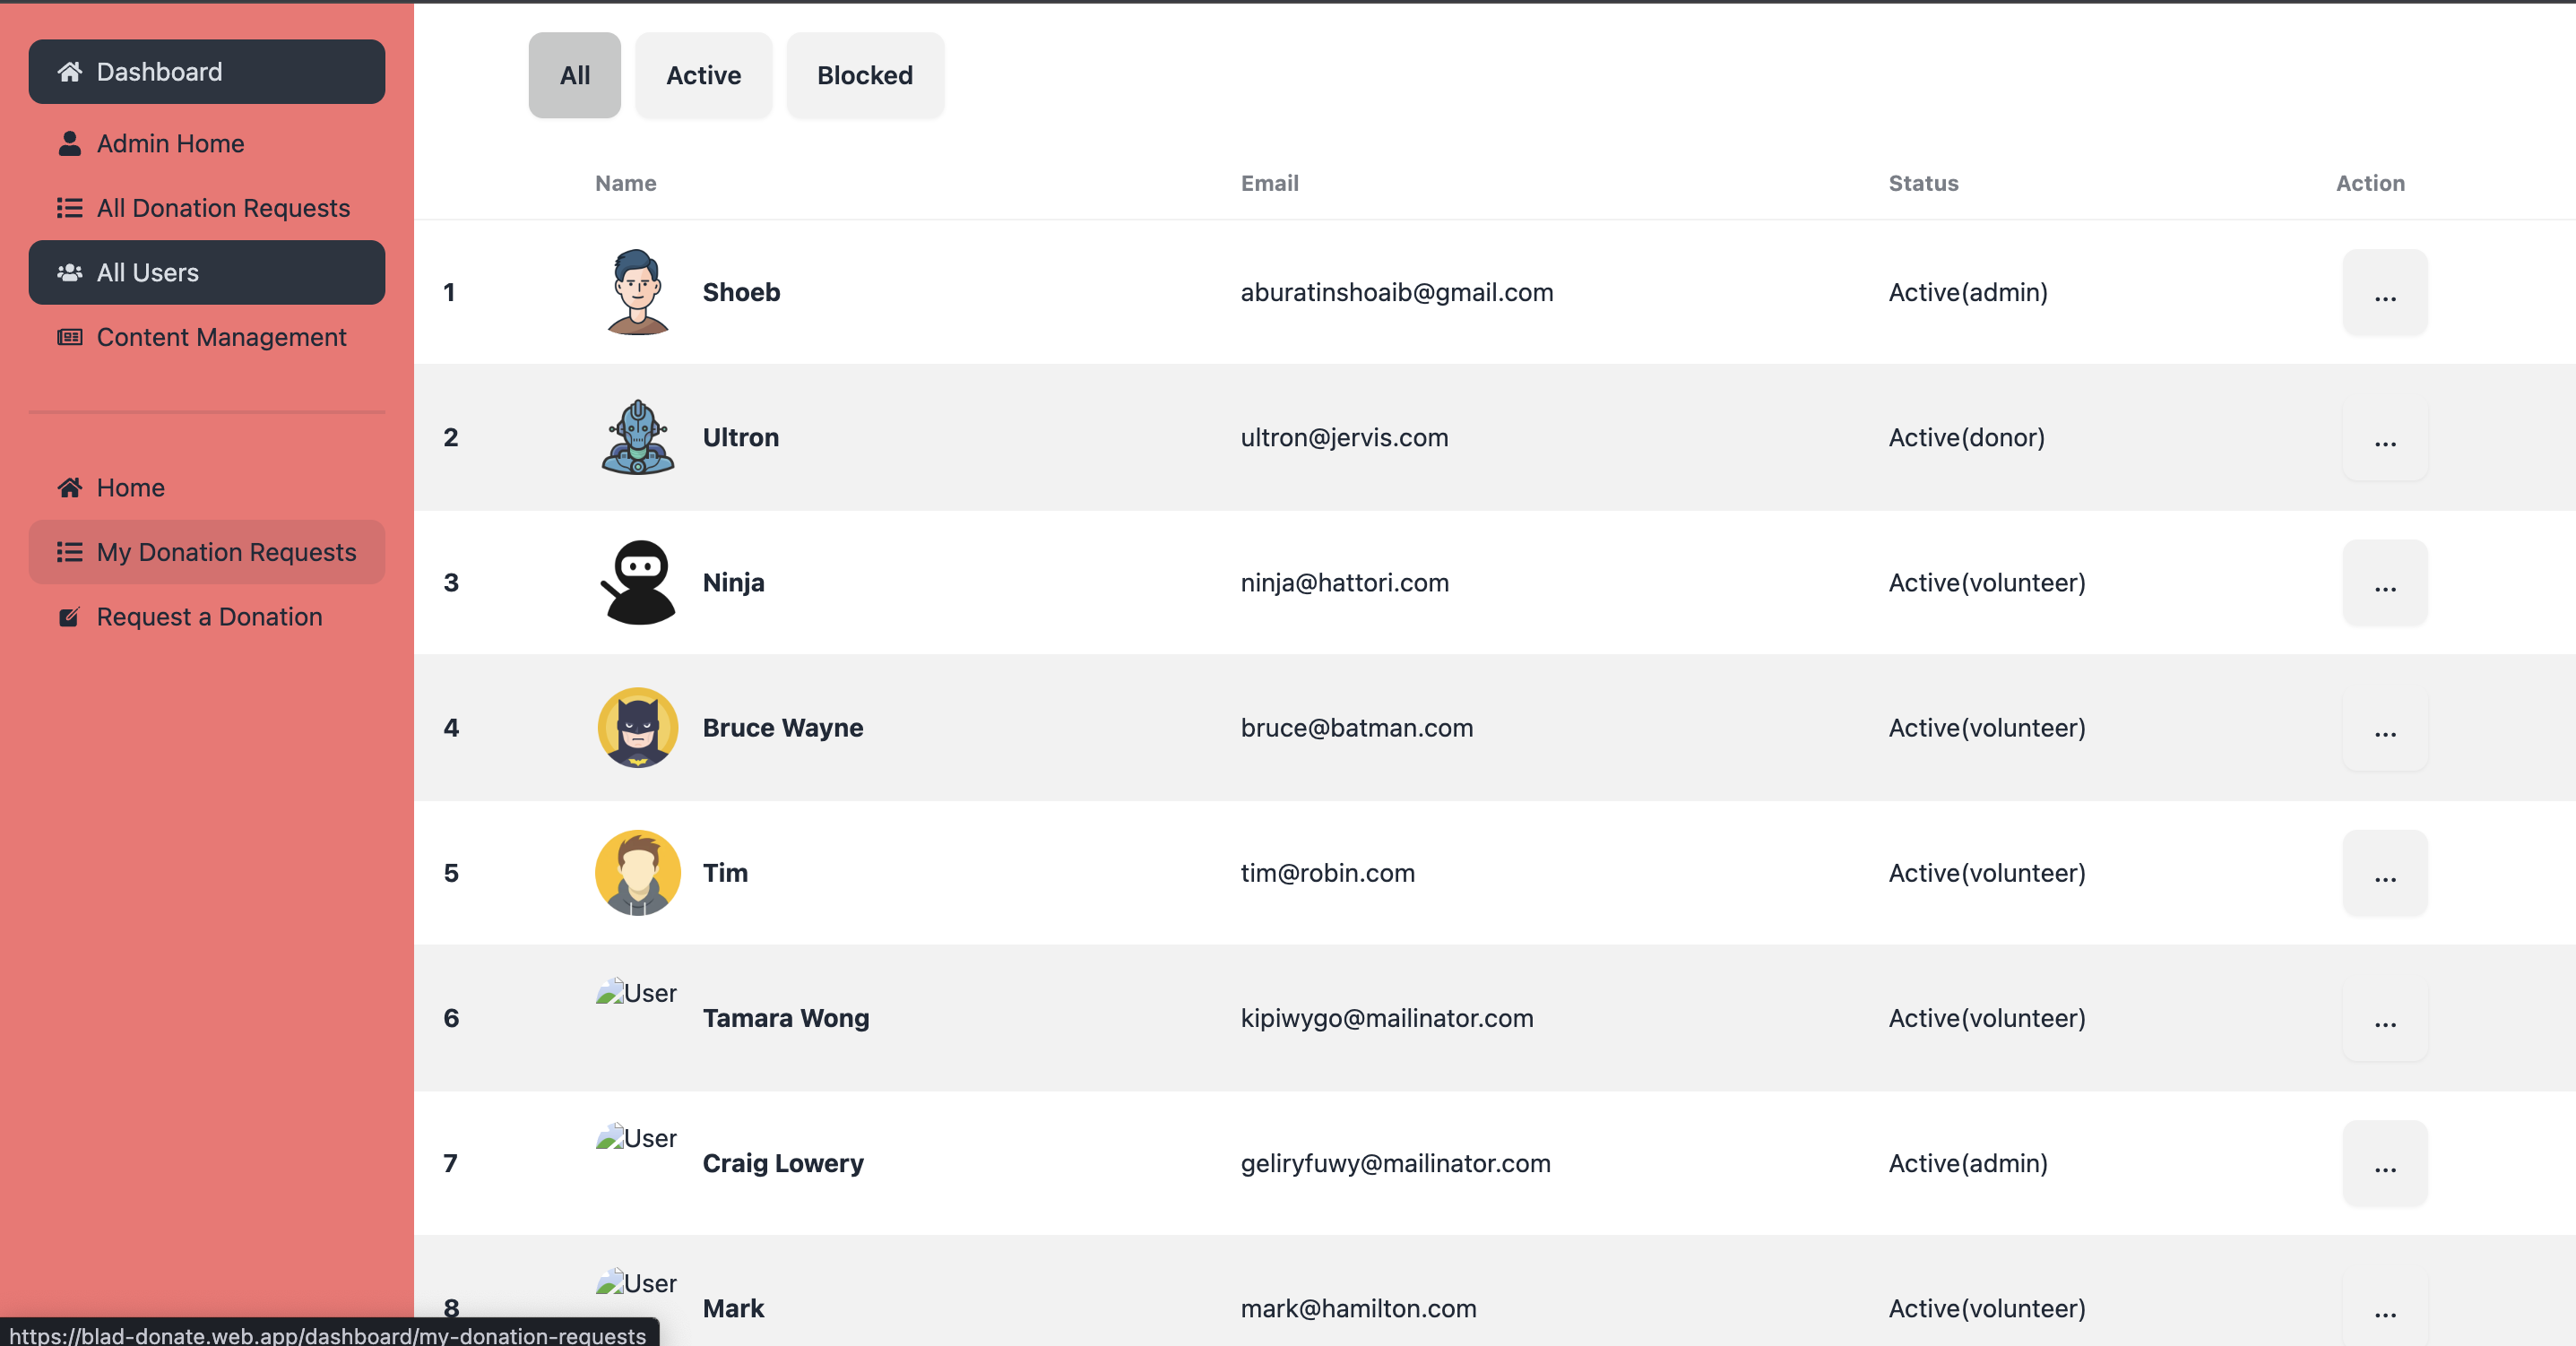 Dashboard
Admin Home
All Donation Requests
All Users
Content Management
Home
My Donation Requests
Request a Donation
All Active Blocked
Name Email Status Action
1 Shoeb aburatinshoaib@gmail.com Active(admin) ...
2 Ultron ultron@jervis.com Active(donor) ...
3 Ninja ninja@hattori.com Active(volunteer) ...
4 Bruce Wayne bruce@batman.com Active(volunteer) ...
5 Tim tim@robin.com Active(volunteer) ...
User
6 Tamara Wong kipiwygo@mailinator.com Active(volunteer) ...
User
7 Craig Lowery geliryfuwy@mailinator.com Active(admin) ...
User
8 Mark mark@hamilton.com Active(volunteer) ...
https://blad-donate.web.app/dashboard/my-donation-requests